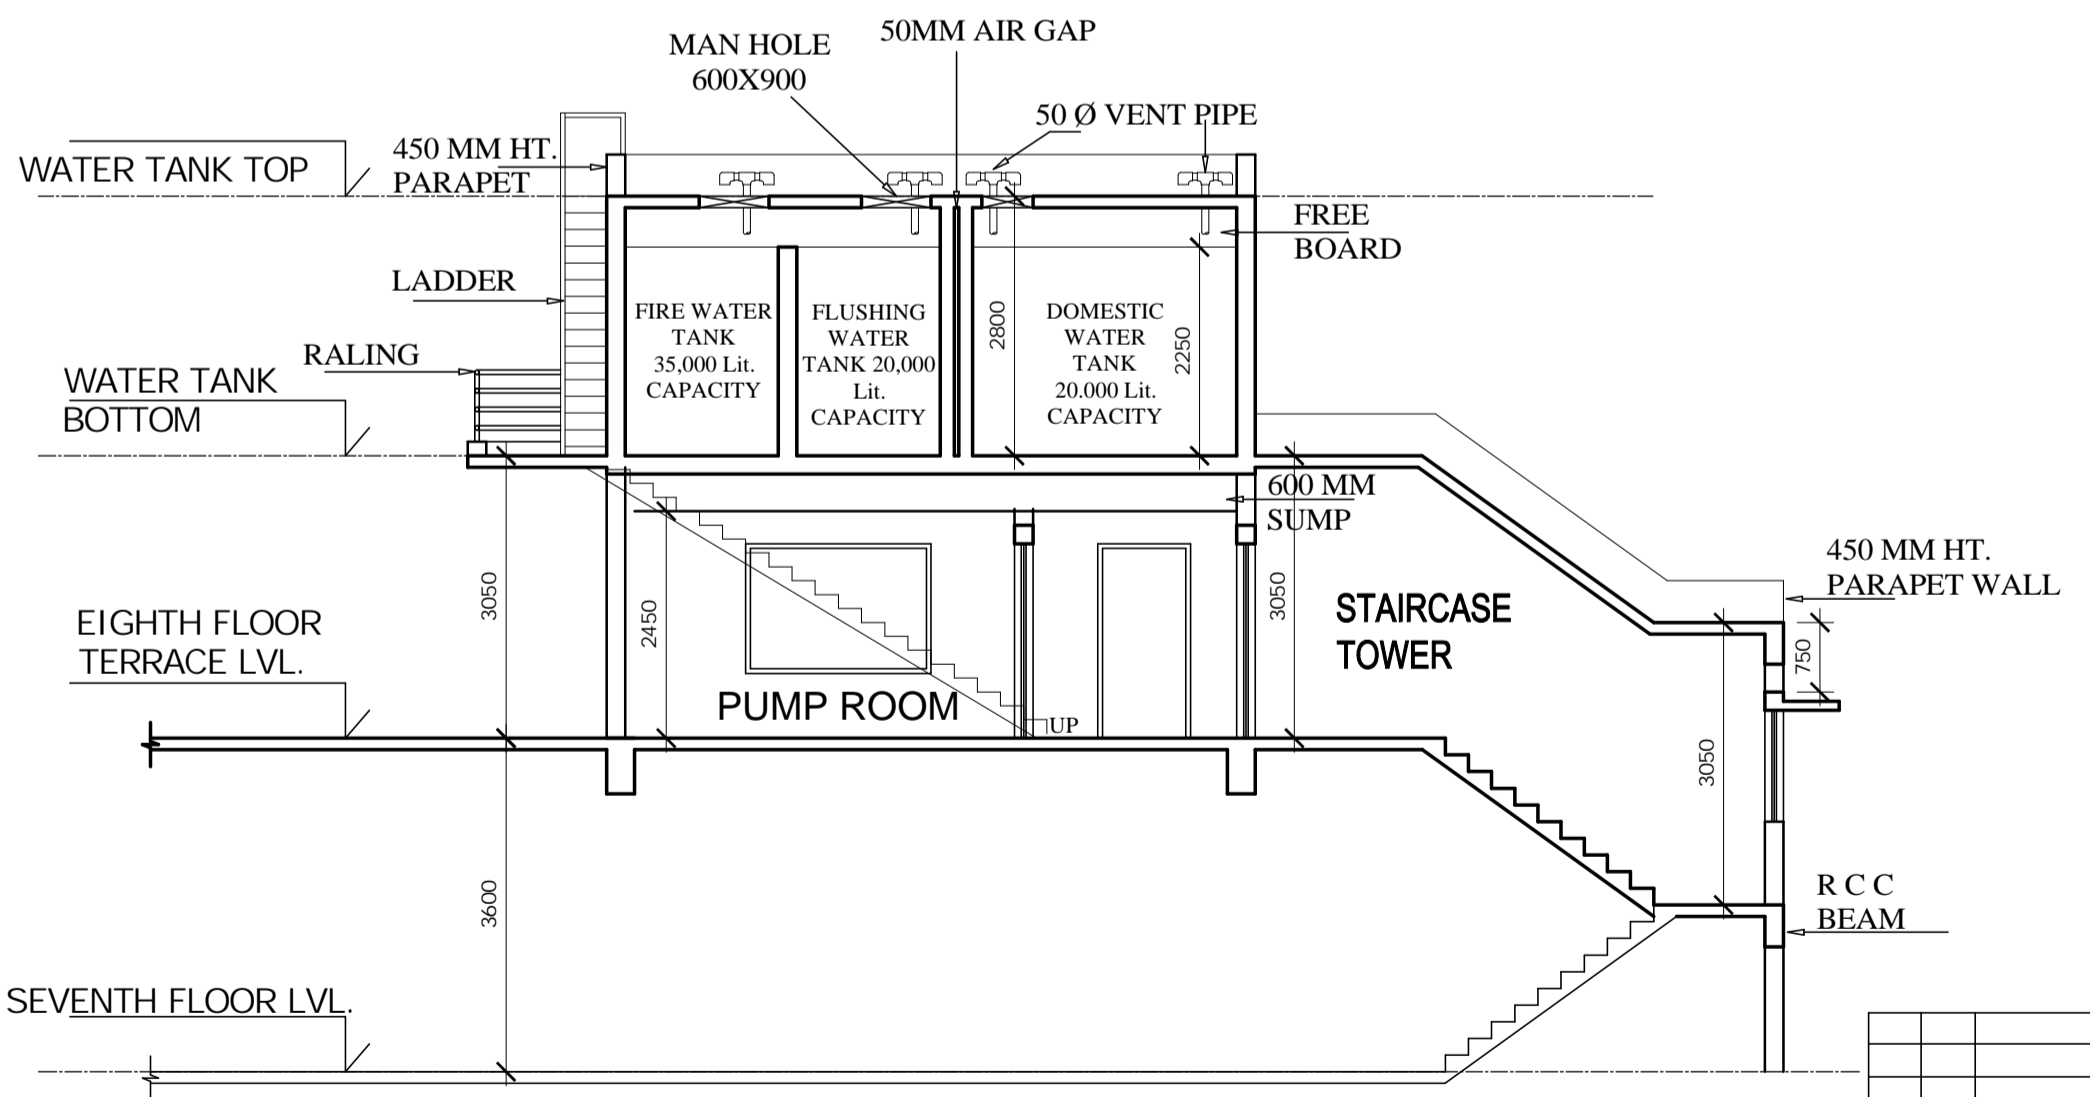 50MM AIR GAP
MAN HOLE
600X900
50 Ø VENT PIPE
450 MM HT.
PARAPET
WATER TANK TOP
FREE
BOARD
LADDER
FIRE WATER
TANK
35,000 Lit.
CAPACITY
FLUSHING
WATER
TANK 20,000
Lit.
CAPACITY
2800
DOMESTIC
WATER
TANK
20.000 Lit.
CAPACITY
2250
RALING
WATER TANK
BOTTOM
600 MM
SUMP
450 MM HT.
PARAPET WALL
3050
2450
3050
STAIRCASE
TOWER
EIGHTH FLOOR
TERRACE LVL.
750
PUMP ROOM
UP
3050
3600
R C C
BEAM
SEVENTH FLOOR LVL.